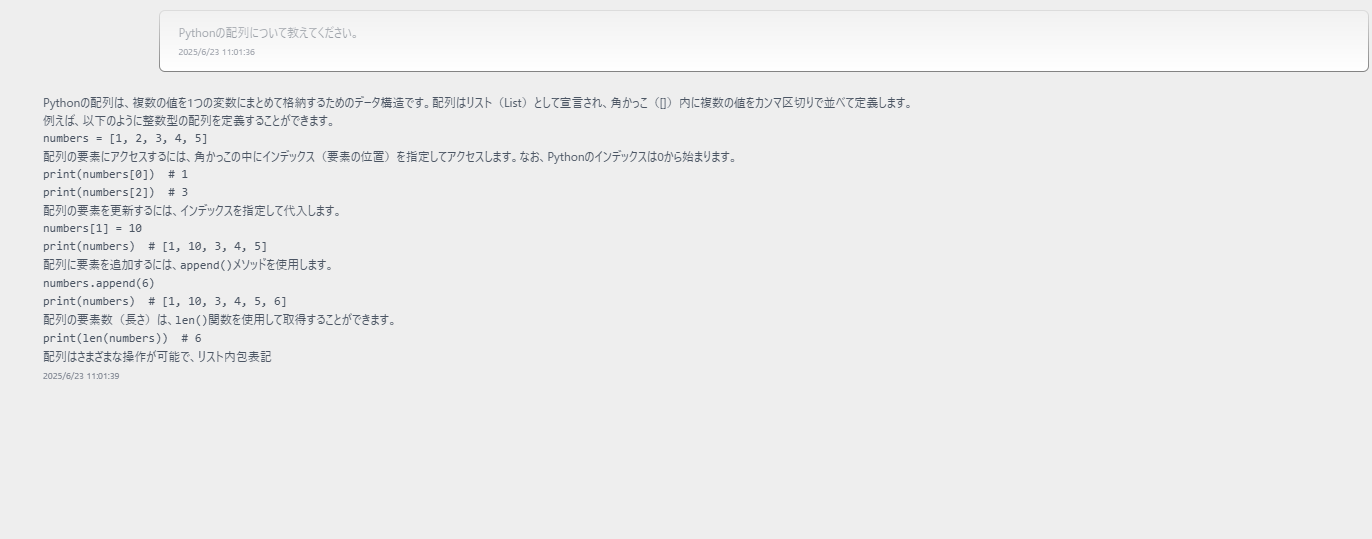 Pythonの配列について教えてください。
2025/6/23 11:01:36
Pythonの配列は、複数の値を1つの変数にまとめて格納するためのデータ構造です。配列はリスト（List）として宣言され、角かっこ（[]）内に複数の値をカンマ区切りで並べて定義します。
例えば、以下のように整数型の配列を定義することができます。
numbers = [1, 2, 3, 4, 5]
配列の要素にアクセスするには、角かっこの中にインデックス（要素の位置）を指定してアクセスします。なお、Pythonのインデックスは0から始まります。
print(numbers[0])  # 1
print(numbers[2])  # 3
配列の要素を更新するには、インデックスを指定して代入します。
numbers[1] = 10
print(numbers)  # [1, 10, 3, 4, 5]
配列に要素を追加するには、append()メソッドを使用します。
numbers.append(6)
print(numbers)  # [1, 10, 3, 4, 5, 6]
配列の要素数（長さ）は、len()関数を使用して取得することができます。
print(len(numbers))  # 6
配列はさまざまな操作が可能で、リスト内包表記
2025/6/23 11:01:39